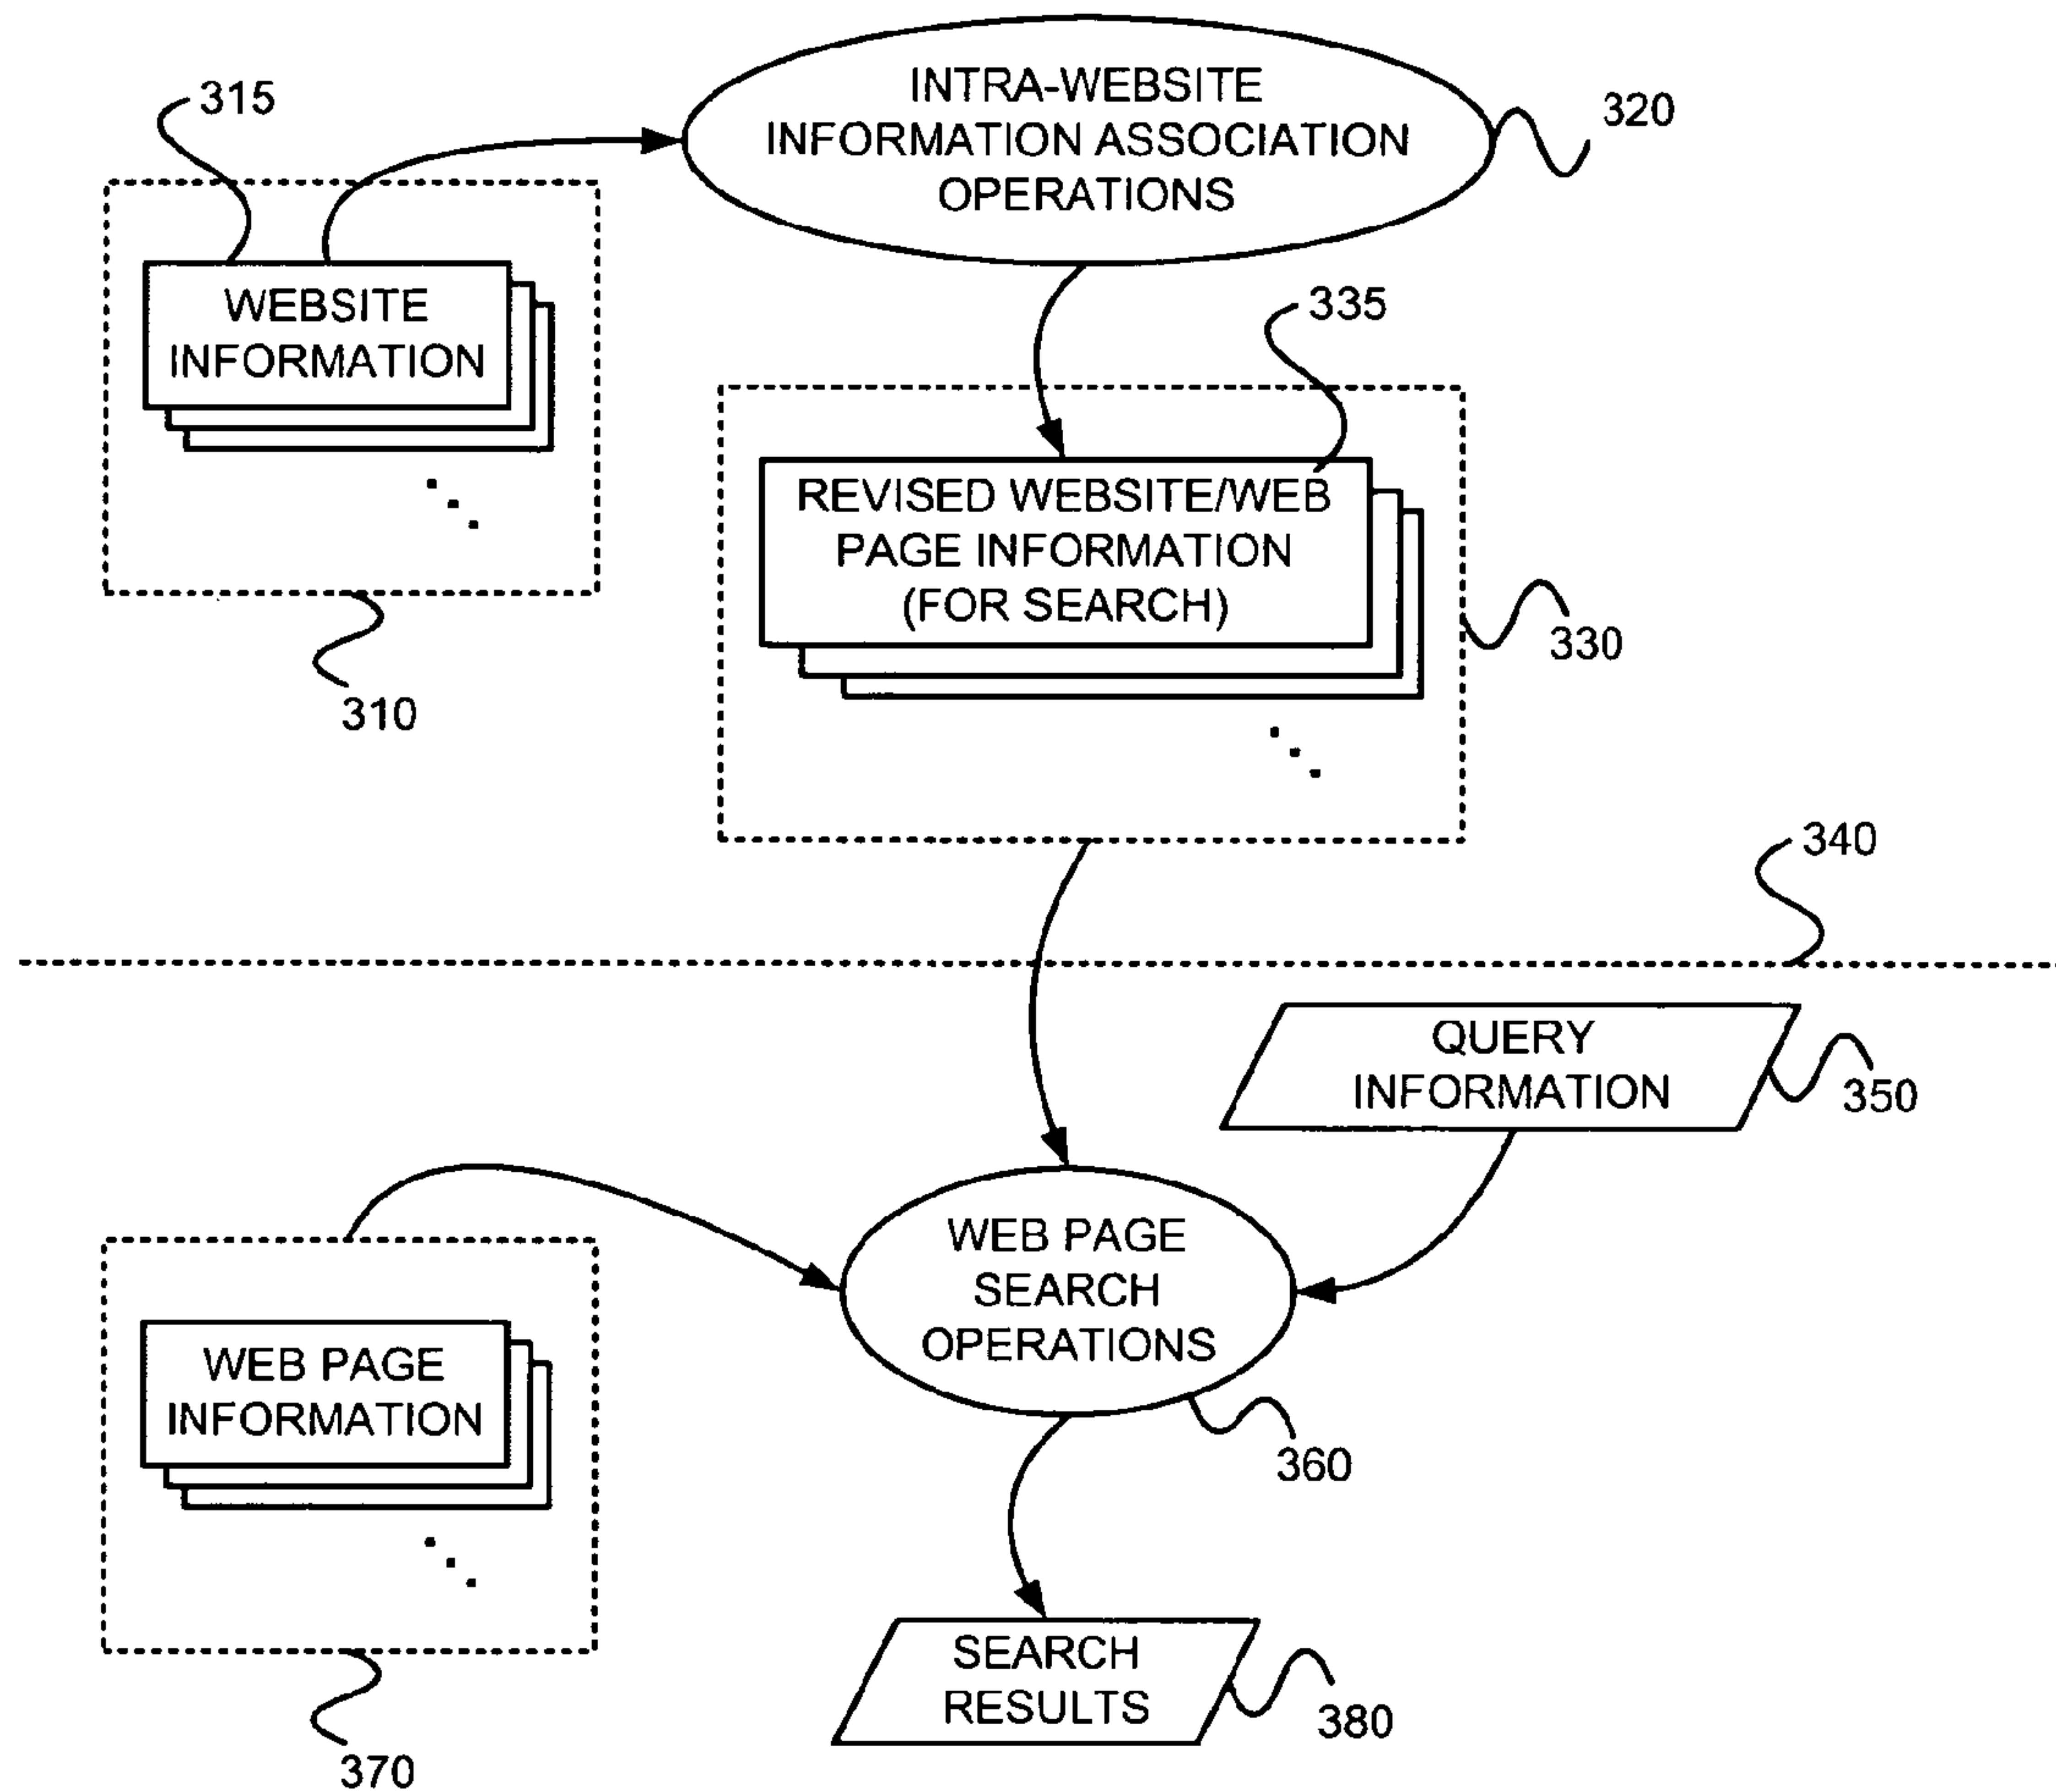 INTRA-WEBSITE
INFORMATION ASSOCIATION
OPERATIONS
320
315
WEBSITE
INFORMATION
310
335
REVISED WEBSITE/WEB
PAGE INFORMATION
(FOR SEARCH)
330
340
QUERY
INFORMATION
350
WEB PAGE
SEARCH
OPERATIONS
360
WEB PAGE
INFORMATION
370
SEARCH
RESULTS
380